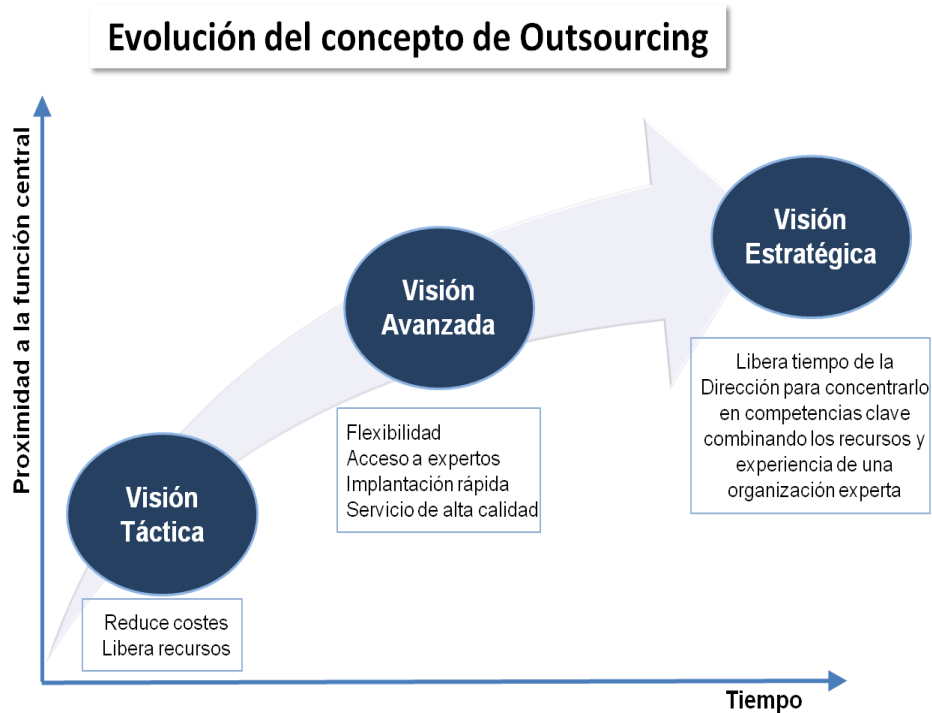 Evolución del concepto de Outsourcing
Proximidad a la función central
Visión
Táctica
Reduce costes
Libera recursos
Visión
Avanzada
Flexibilidad
Acceso a expertos
Implantación rápida
Servicio de alta calidad
Visión
Estratégica
Libera tiempo de la
Dirección para concentrarlo
en competencias clave
combinando los recursos y
experiencia de una
organización experta
Tiempo